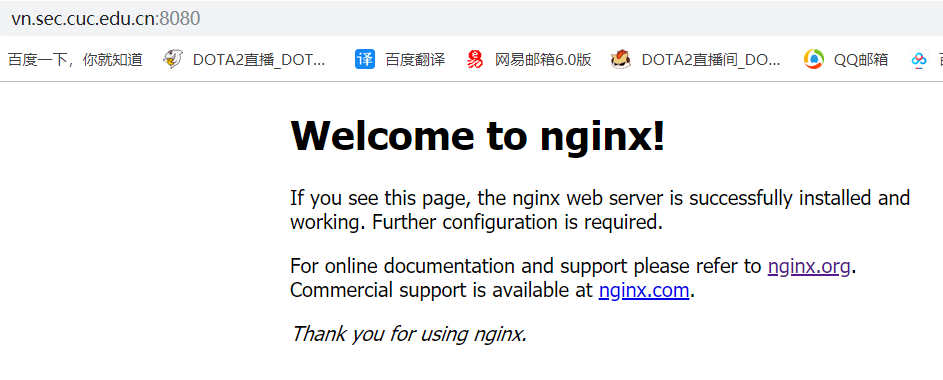 vn.sec.cuc.edu.cn:8080
百度一下，你就知道 DOTA2直播_DOT... 译 百度翻译 易 网易邮箱6.0版 DOTA2直播间_DO... QQ邮箱
Welcome to nginx!
If you see this page, the nginx web server is successfully installed and
working. Further configuration is required.
For online documentation and support please refer to nginx.org.
Commercial support is available at nginx.com.
Thank you for using nginx.